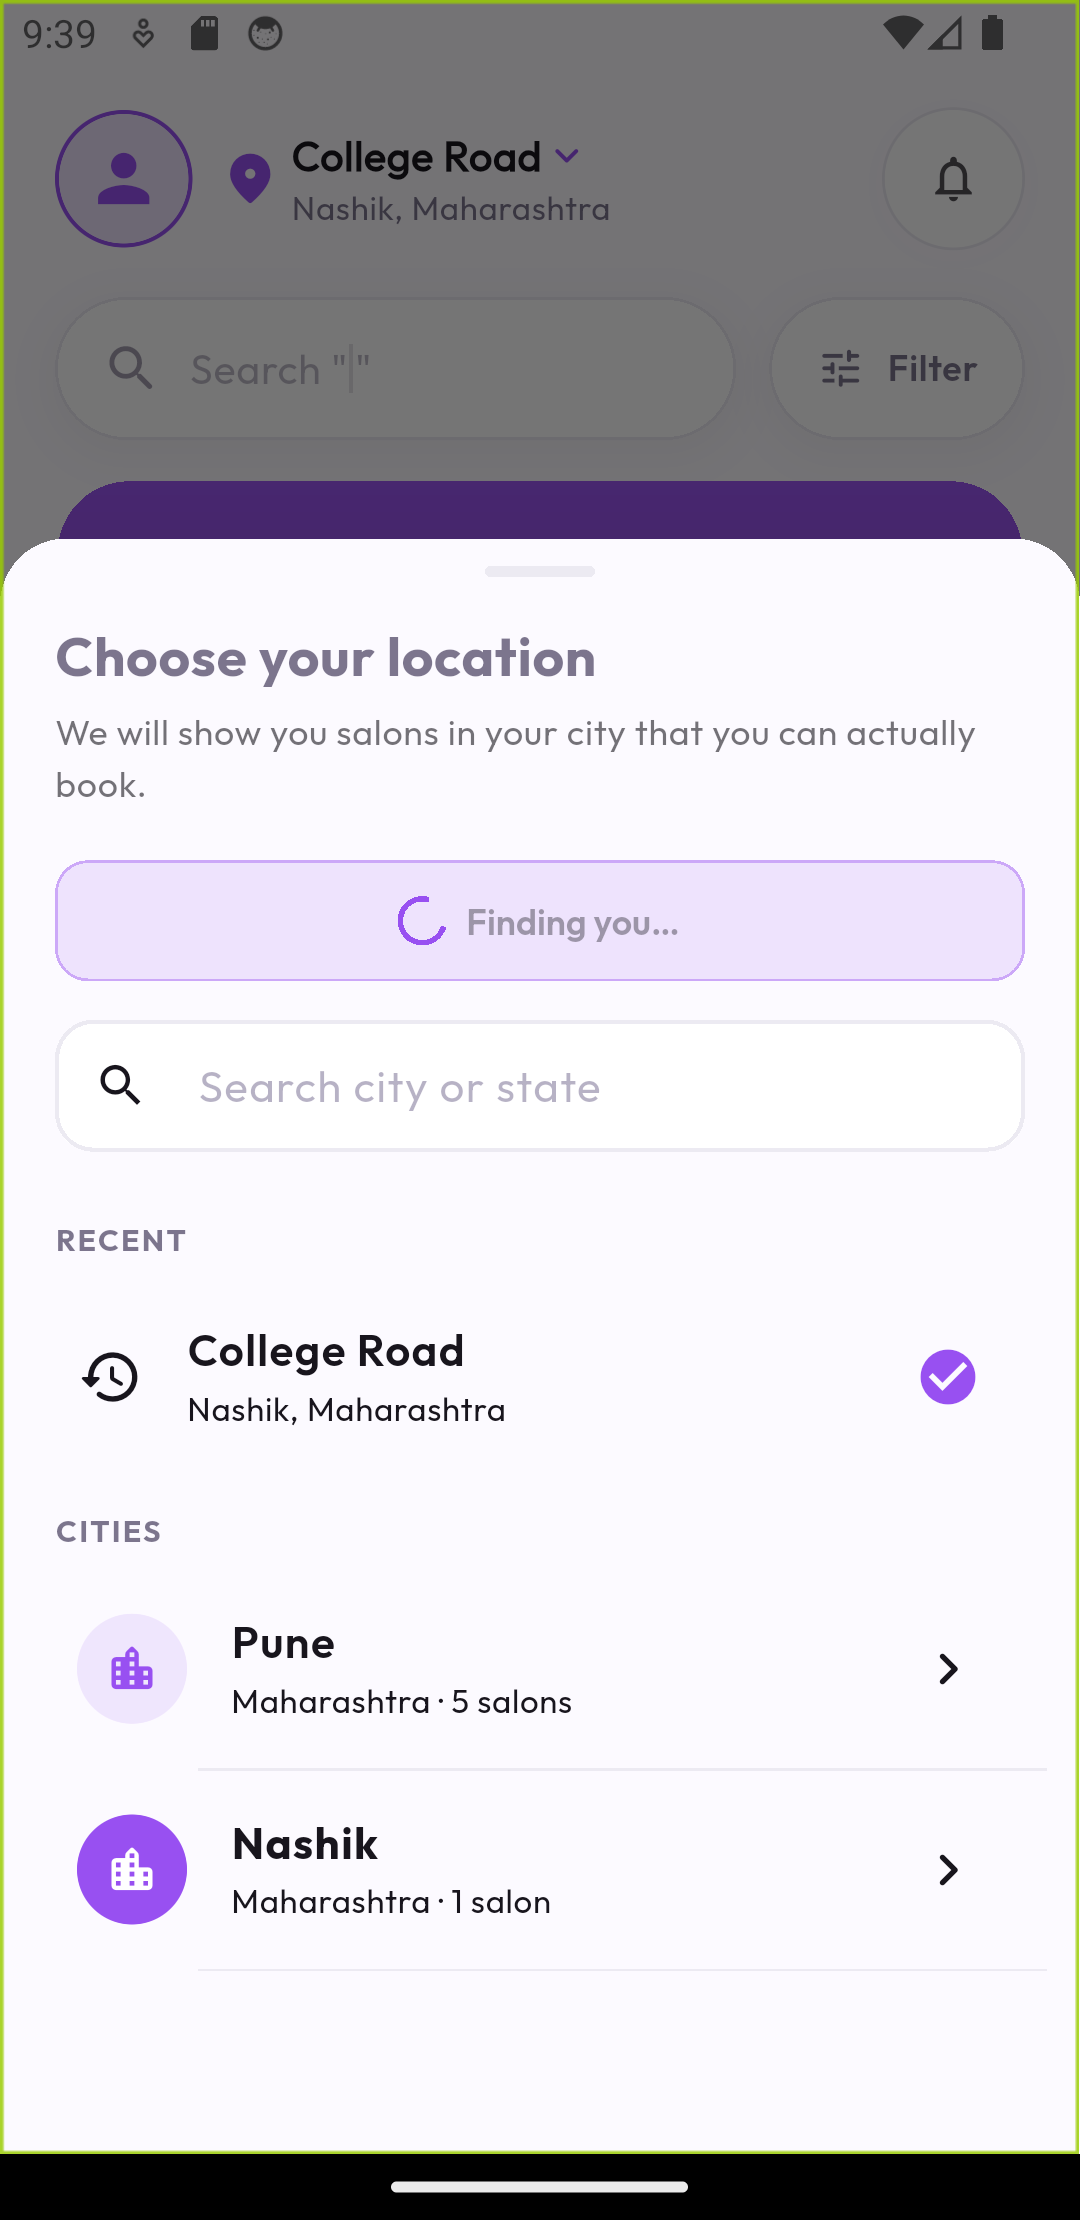 9:39
College Road
Nashik, Maharashtra
Search "|"
Filter
Choose your location
We will show you salons in your city that you can actually
book.
Finding you...
Search city or state
RECENT
College Road
Nashik, Maharashtra
CITIES
Pune
Maharashtra · 5 salons
Nashik
Maharashtra · 1 salon